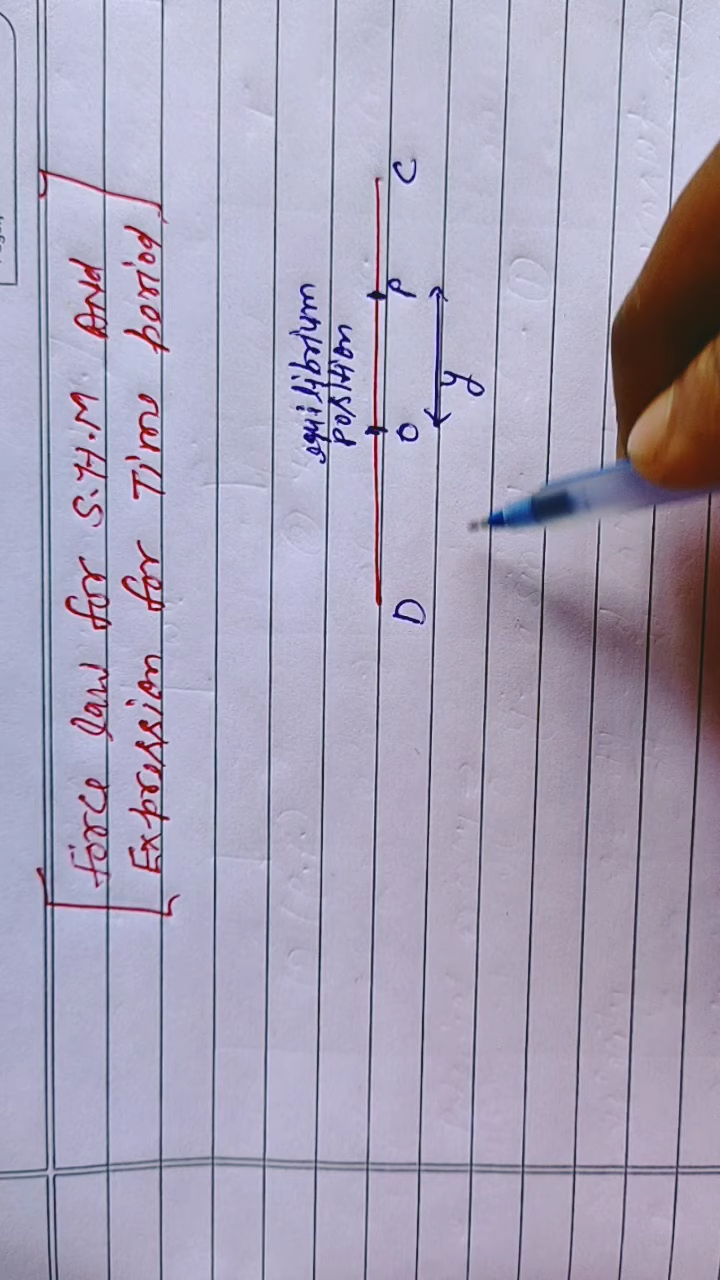 Force law for S.H.M. And
Expression for Time period
equilibrium
position
D O P C
y